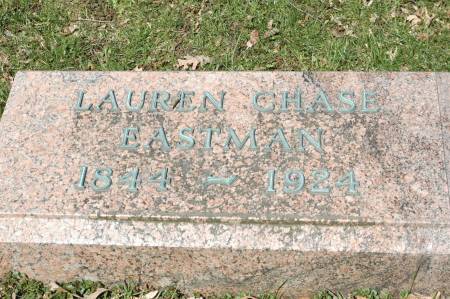 LAUREN CHASE
EASTMAN
1844 - 1924